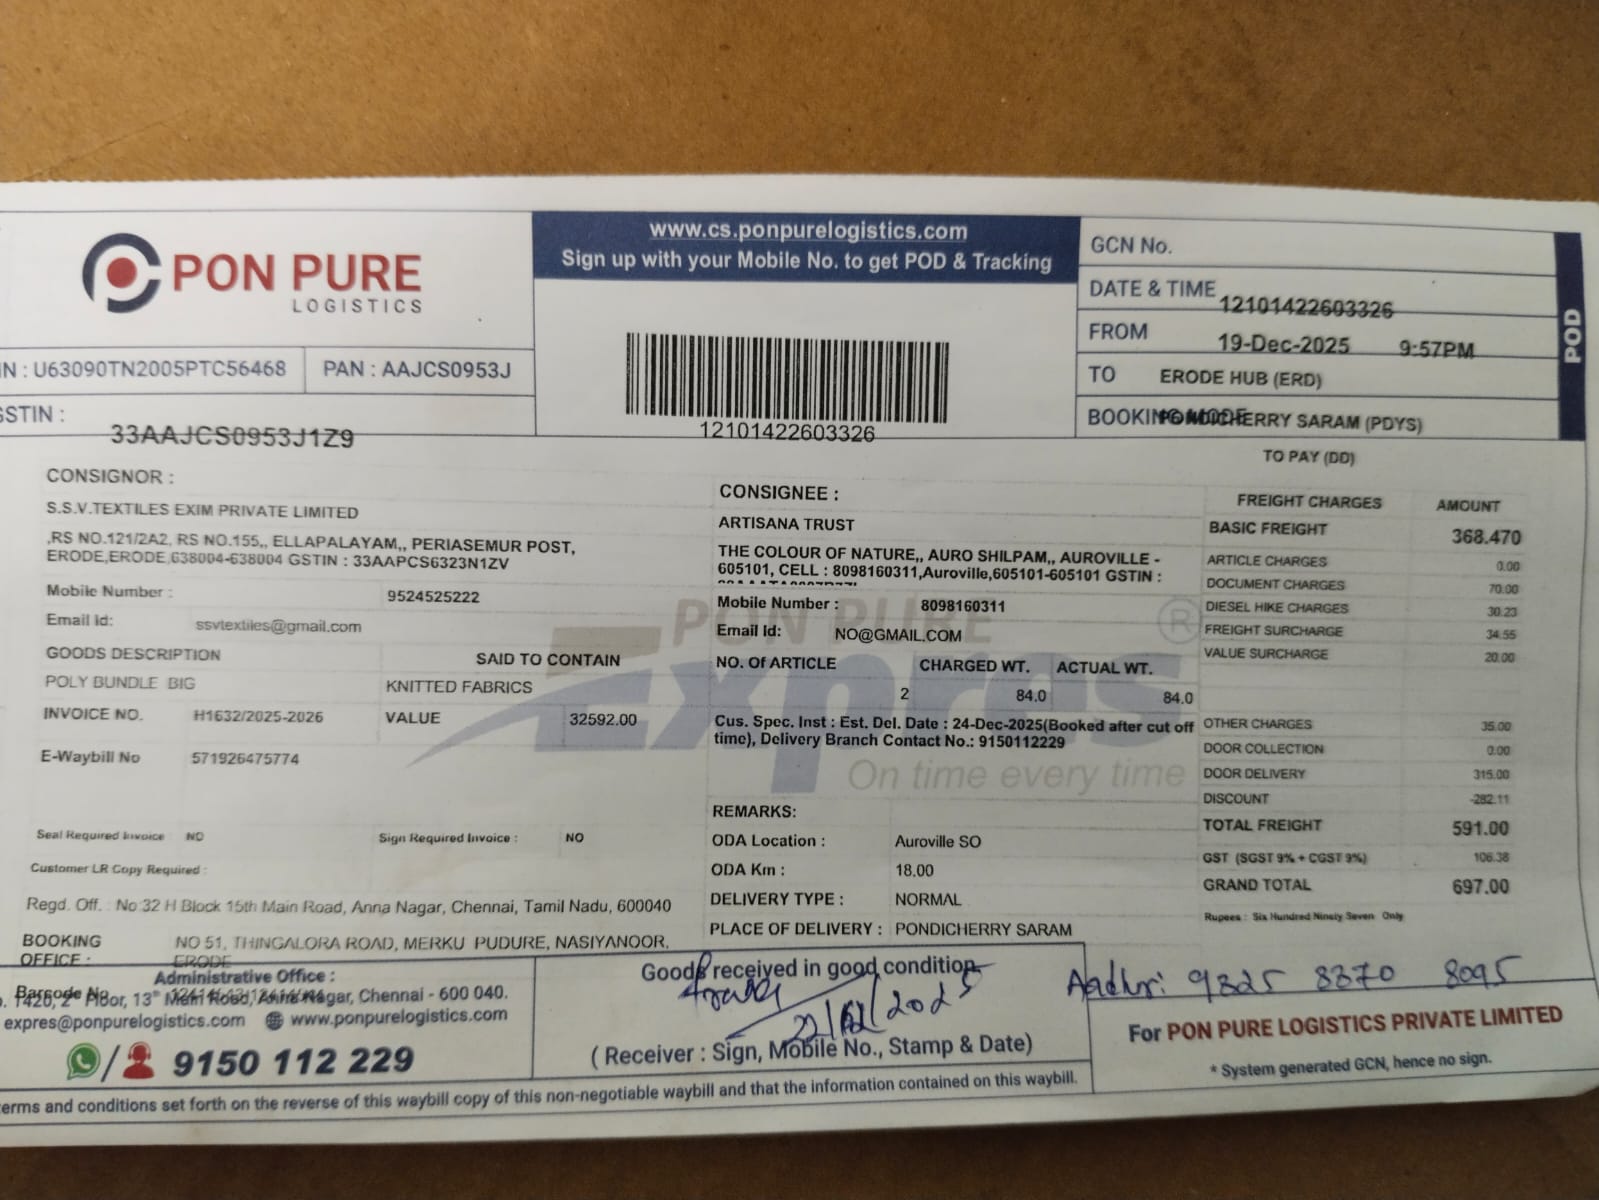 PON PURE
LOGISTICS
IN : U63090TN2005PTC56468
PAN : AAJCS0953J
GSTIN :
33AAJCS0953J1Z9
www.cs.ponpurelogistics.com
Sign up with your Mobile No. to get POD & Tracking
12101422603326
GCN No.
DATE & TIME
12101422603326
FROM
19-Dec-2025 9:57PM
TO
ERODE HUB (ERD)
BOOKING MODE
PONDICHERRY SARAM (PDYS)
TO PAY (DD)
POD
CONSIGNOR :
S.S.V.TEXTILES EXIM PRIVATE LIMITED
,RS NO.121/2A2, RS NO.155,, ELLAPALAYAM,, PERIASEMUR POST,
ERODE,ERODE,638004-638004 GSTIN : 33AAPCS6323N1ZV
Mobile Number : 9524525222
Email Id: ssvtextiles@gmail.com
GOODS DESCRIPTION SAID TO CONTAIN
POLY BUNDLE BIG KNITTED FABRICS
INVOICE NO. H1632/2025-2026 VALUE 32592.00
E-Waybill No 571926475774
Seal Required Invoice NO Sign Required Invoice : NO
Customer LR Copy Required :
Regd. Off. : No 32 H Block 15th Main Road, Anna Nagar, Chennai, Tamil Nadu, 600040
BOOKING OFFICE : NO 51, THINGALORA ROAD, MERKU PUDURE, NASIYANOOR,
ERODE
CONSIGNEE :
ARTISANA TRUST
THE COLOUR OF NATURE,, AURO SHILPAM,, AUROVILLE -
605101, CELL : 8098160311,Auroville,605101-605101 GSTIN :
Mobile Number : 8098160311
Email Id: NO@GMAIL.COM
NO. Of ARTICLE CHARGED WT. ACTUAL WT.
2 84.0 84.0
Cus. Spec. Inst : Est. Del. Date : 24-Dec-2025(Booked after cut off
time), Delivery Branch Contact No.: 9150112229
PON PURE
Expres
®
On time every time
REMARKS:
ODA Location : Auroville SO
ODA Km : 18.00
DELIVERY TYPE : NORMAL
PLACE OF DELIVERY : PONDICHERRY SARAM
FREIGHT CHARGES AMOUNT
BASIC FREIGHT 368.470
ARTICLE CHARGES 0.00
DOCUMENT CHARGES 70.00
DIESEL HIKE CHARGES 30.23
FREIGHT SURCHARGE 34.55
VALUE SURCHARGE 20.00
OTHER CHARGES 35.00
DOOR COLLECTION 0.00
DOOR DELIVERY 315.00
DISCOUNT -282.11
TOTAL FREIGHT 591.00
GST (SGST 9% + CGST 9%) 106.38
GRAND TOTAL 697.00
Rupees : Six Hundred Ninety Seven Only
Administrative Office :
Barcode No
. 1420, 2nd Floor, 13th Main Road, Anna Nagar, Chennai - 600 040.
expres@ponpurelogistics.com www.ponpurelogistics.com
/ 9150 112 229
Goods received in good condition
22/12/2025
( Receiver : Sign, Mobile No., Stamp & Date)
9325 8370 8095
For PON PURE LOGISTICS PRIVATE LIMITED
* System generated GCN, hence no sign.
terms and conditions set forth on the reverse of this waybill copy of this non-negotiable waybill and that the information contained on this waybill.